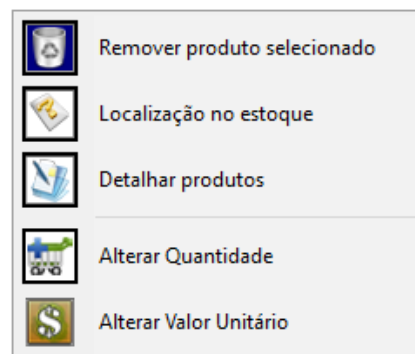 Remover produto selecionado
Localização no estoque
Detalhar produtos
Alterar Quantidade
Alterar Valor Unitário